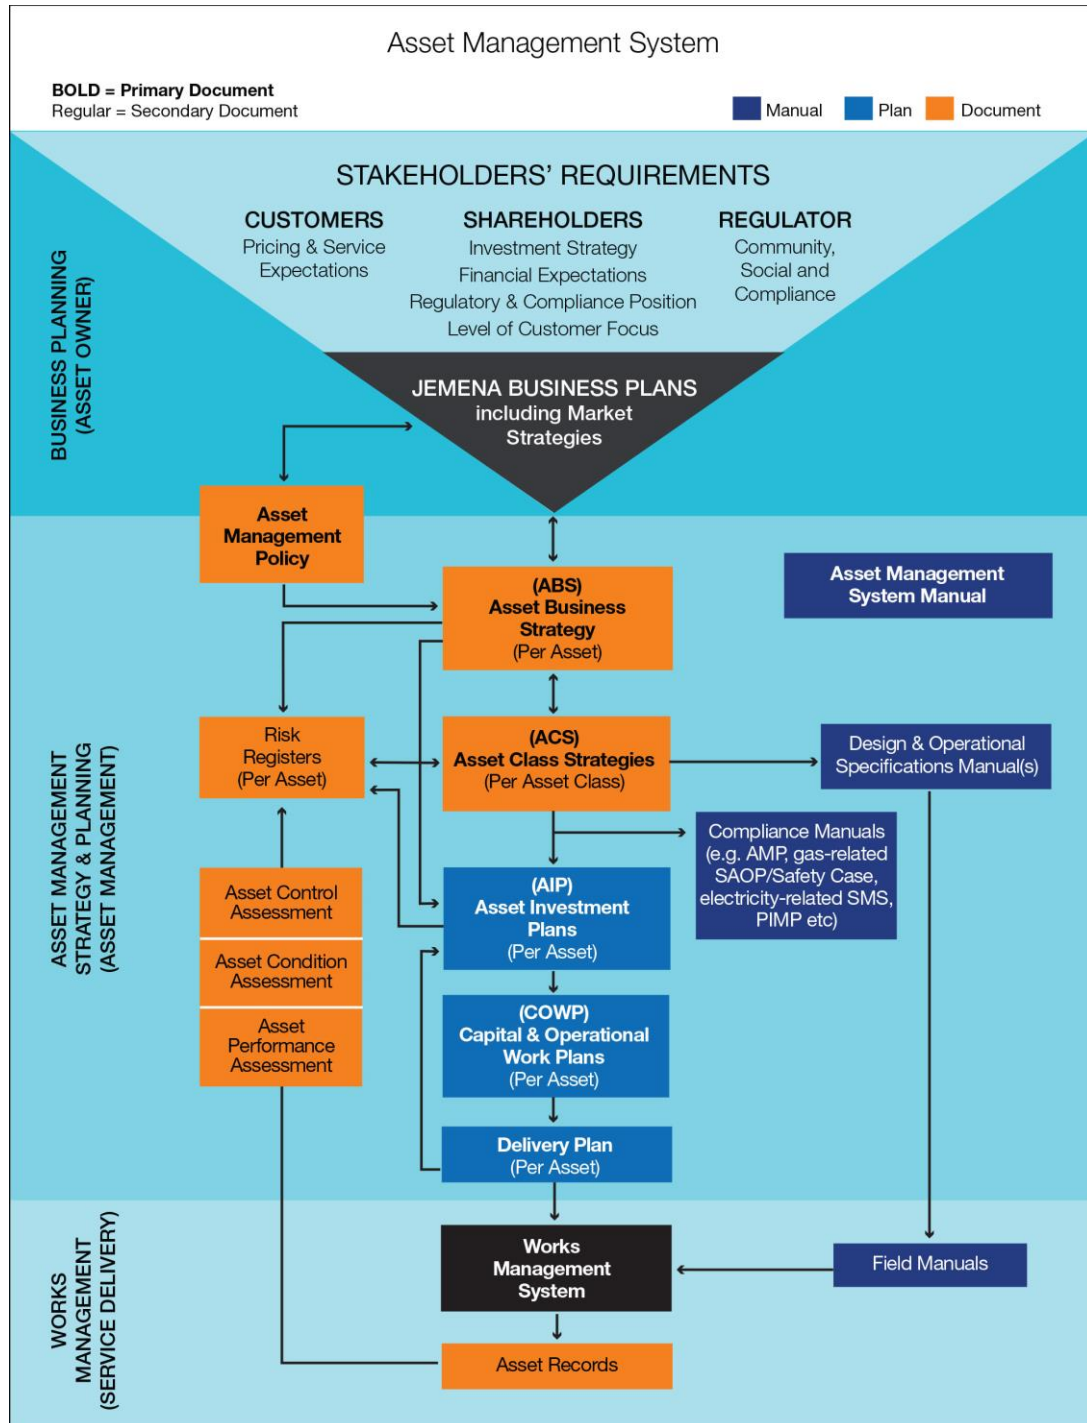 Asset Management System
BOLD = Primary Document
Regular = Secondary Document
Manual
Plan
Document
STAKEHOLDERS' REQUIREMENTS
CUSTOMERS
Pricing & Service
Expectations
SHAREHOLDERS
Investment Strategy
Financial Expectations
Regulatory & Compliance Position
Level of Customer Focus
REGULATOR
Community,
Social and
Compliance
BUSINESS PLANNING
(ASSET OWNER)
JEMENA BUSINESS PLANS
including Market
Strategies
Asset
Management
Policy
(ABS)
Asset Business
Strategy
(Per Asset)
Asset Management
System Manual
ASSET MANAGEMENT
STRATEGY & PLANNING
(ASSET MANAGEMENT)
Risk
Registers
(Per Asset)
(ACS)
Asset Class Strategies
(Per Asset Class)
Design & Operational
Specifications Manual(s)
Compliance Manuals
(e.g. AMP, gas-related
SAOP/Safety Case,
electricity-related SMS,
PIMP etc)
Asset Control
Assessment
Asset Condition
Assessment
Asset
Performance
Assessment
(AIP)
Asset Investment
Plans
(Per Asset)
(COWP)
Capital & Operational
Work Plans
(Per Asset)
Delivery Plan
(Per Asset)
WORKS
MANAGEMENT
(SERVICE DELIVERY)
Works
Management
System
Field Manuals
Asset Records